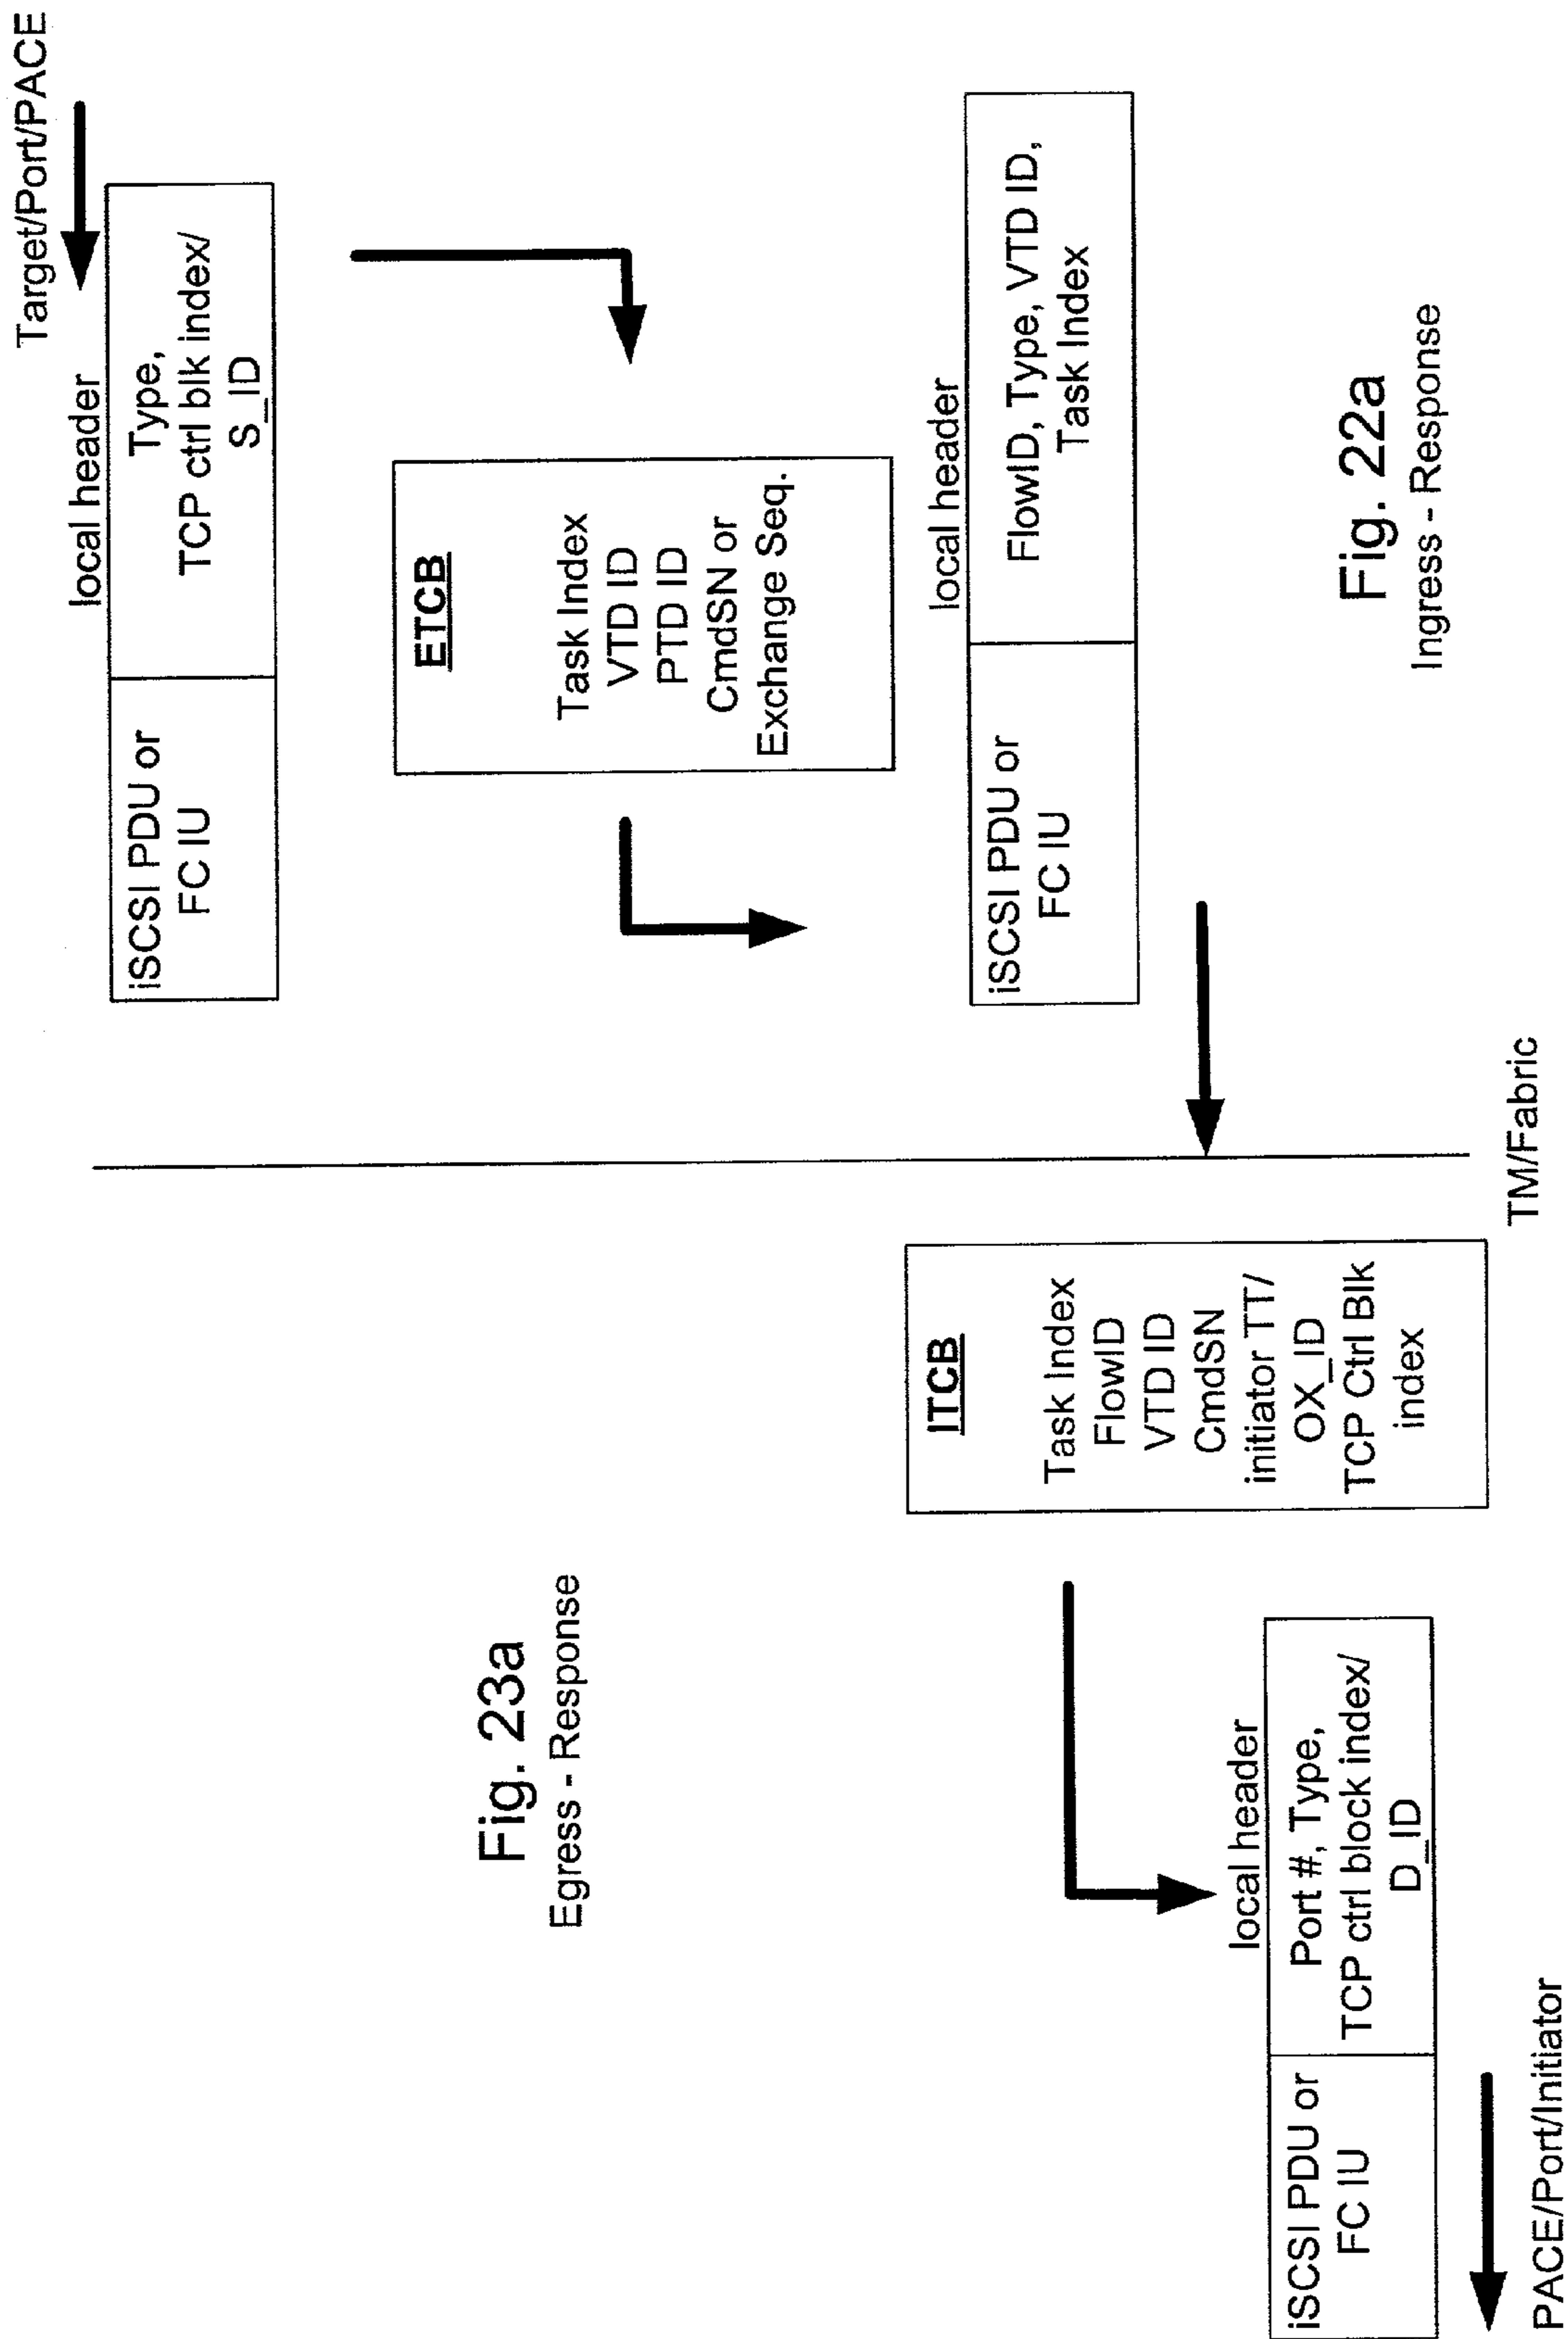 Target/Port/PACE
local header
iSCSI PDU or
FC IU
Type,
TCP ctrl blk index/
S_ID
ETCB
Task Index
VTD ID
PTD ID
CmdSN or
Exchange Seq.
local header
iSCSI PDU or
FC IU
FlowID, Type, VTD ID,
Task Index
Fig. 22a
Ingress - Response
TM/Fabric
Fig. 23a
Egress - Response
ITCB
Task Index
FlowID
VTD ID
CmdSN
initiator TT/
OX_ID
TCP Ctrl Blk
index
local header
iSCSI PDU or
FC IU
Port #, Type,
TCP ctrl block index/
D_ID
PACE/Port/Initiator